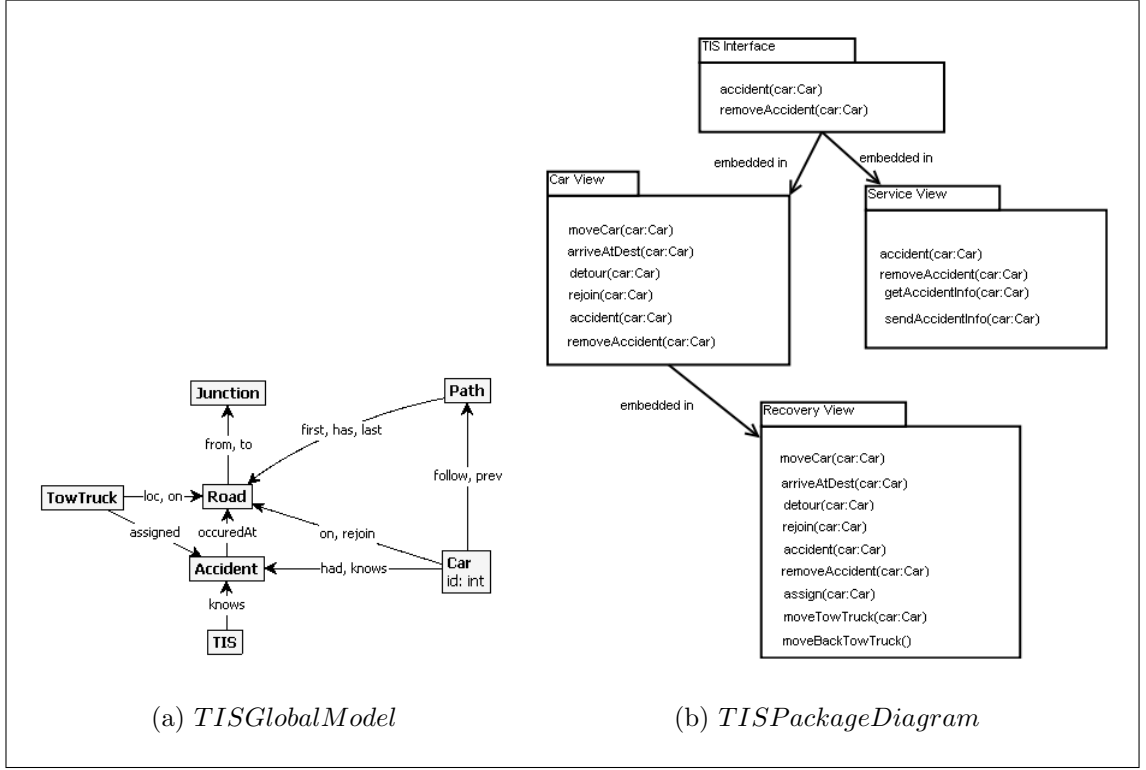 Junction
Path
first, has, last
from, to
follow, prev
TowTruck
loc, on
Road
assigned
occuredAt
on, rejoin
Accident
had, knows
Car
id: int
knows
TIS
(a) TISGlobalModel
TIS Interface
accident(car:Car)
removeAccident(car:Car)
embedded in
embedded in
Car View
moveCar(car:Car)
arriveAtDest(car:Car)
detour(car:Car)
rejoin(car:Car)
accident(car:Car)
removeAccident(car:Car)
Service View
accident(car:Car)
removeAccident(car:Car)
getAccidentInfo(car:Car)
sendAccidentInfo(car:Car)
embedded in
Recovery View
moveCar(car:Car)
arriveAtDest(car:Car)
detour(car:Car)
rejoin(car:Car)
accident(car:Car)
removeAccident(car:Car)
assign(car:Car)
moveTowTruck(car:Car)
moveBackTowTruck()
(b) TISPackageDiagram